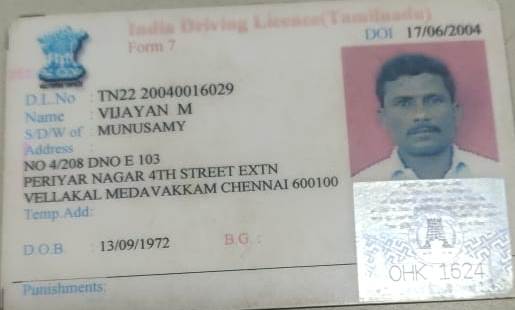 India Driving Licence(Tamilnadu)
Form 7
DOI 17/06/2004
D.L.No : TN22 20040016029
Name : VIJAYAN M
S/D/W of : MUNUSAMY
Address :
NO 4/208 DNO E 103
PERIYAR NAGAR 4TH STREET EXTN
VELLAKAL MEDAVAKKAM CHENNAI 600100
Temp.Add:
D.O.B. : 13/09/1972 B.G. :
OHK 1624
Punishments: